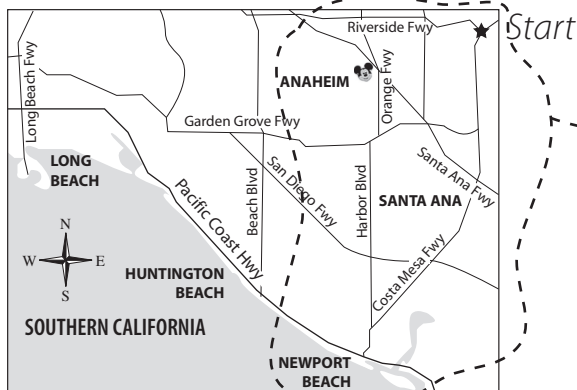 Start
Riverside Fwy
Long Beach Fwy
ANAHEIM
Orange Fwy
Garden Grove Fwy
LONG
BEACH
Santa Ana Fwy
San Diego Fwy
Beach Blvd
Harbor Blvd
Pacific Coast Hwy
SANTA ANA
N
W
E
S
Costa Mesa Fwy
HUNTINGTON
BEACH
SOUTHERN CALIFORNIA
NEWPORT
BEACH